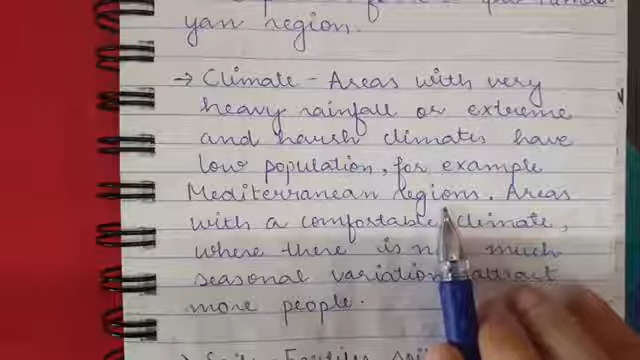 yan region.
→ Climate - Areas with very
heavy rainfall or extreme
and harsh climates have
low population, for example
Mediterranean regions. Areas
with a comfortable climate,
where there is not much
seasonal variation attract
more people.